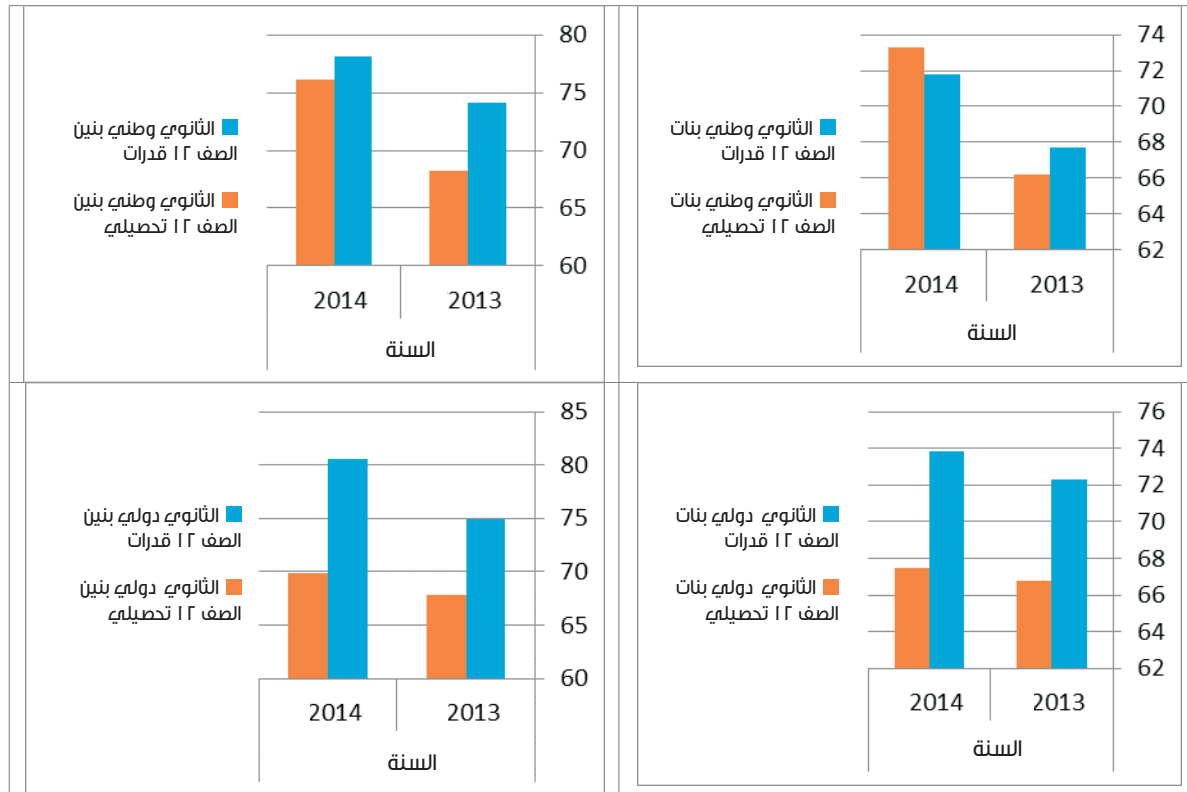 74
72
70
68
66
64
62
2013
2014
السنة
الثانوي وطني بنات
الصف ١٢ قدرات
الثانوي وطني بنات
الصف ١٢ تحصيلي
80
75
70
65
60
2013
2014
السنة
الثانوي وطني بنين
الصف ١٢ قدرات
الثانوي وطني بنين
الصف ١٢ تحصيلي
76
74
72
70
68
66
64
62
2013
2014
السنة
الثانوي دولي بنات
الصف ١٢ قدرات
الثانوي دولي بنات
الصف ١٢ تحصيلي
85
80
75
70
65
60
2013
2014
السنة
الثانوي دولي بنين
الصف ١٢ قدرات
الثانوي دولي بنين
الصف ١٢ تحصيلي